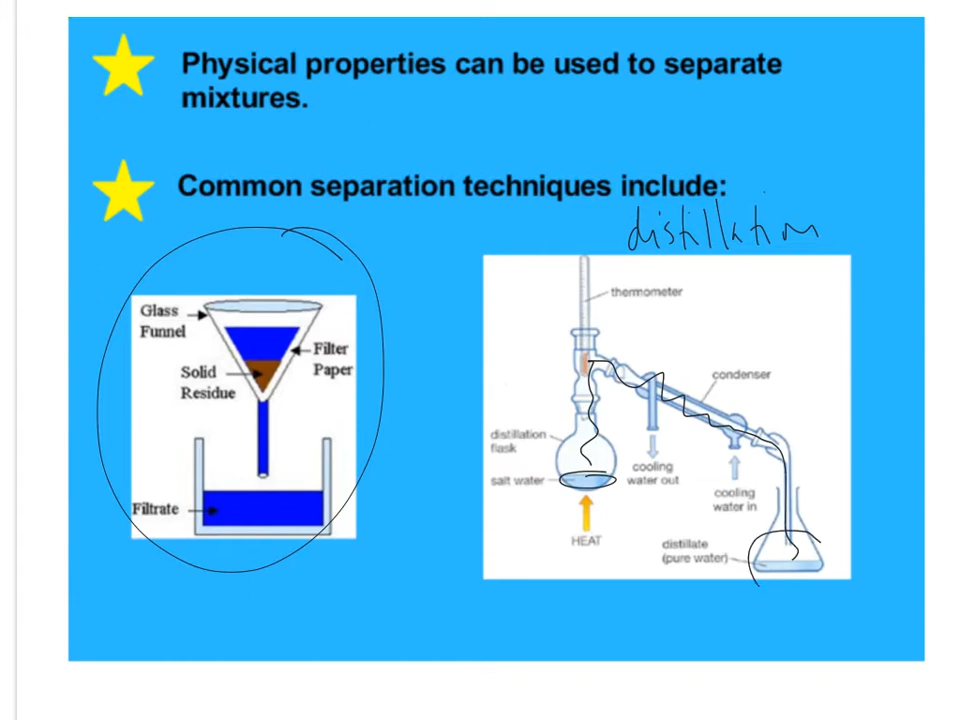 Physical properties can be used to separate
mixtures.
Common separation techniques include:
distillation
Glass
Funnel
Filter
Paper
Solid
Residue
Filtrate
thermometer
condenser
distillation
flask
salt water
cooling
water out
cooling
water in
HEAT
distillate
(pure water)